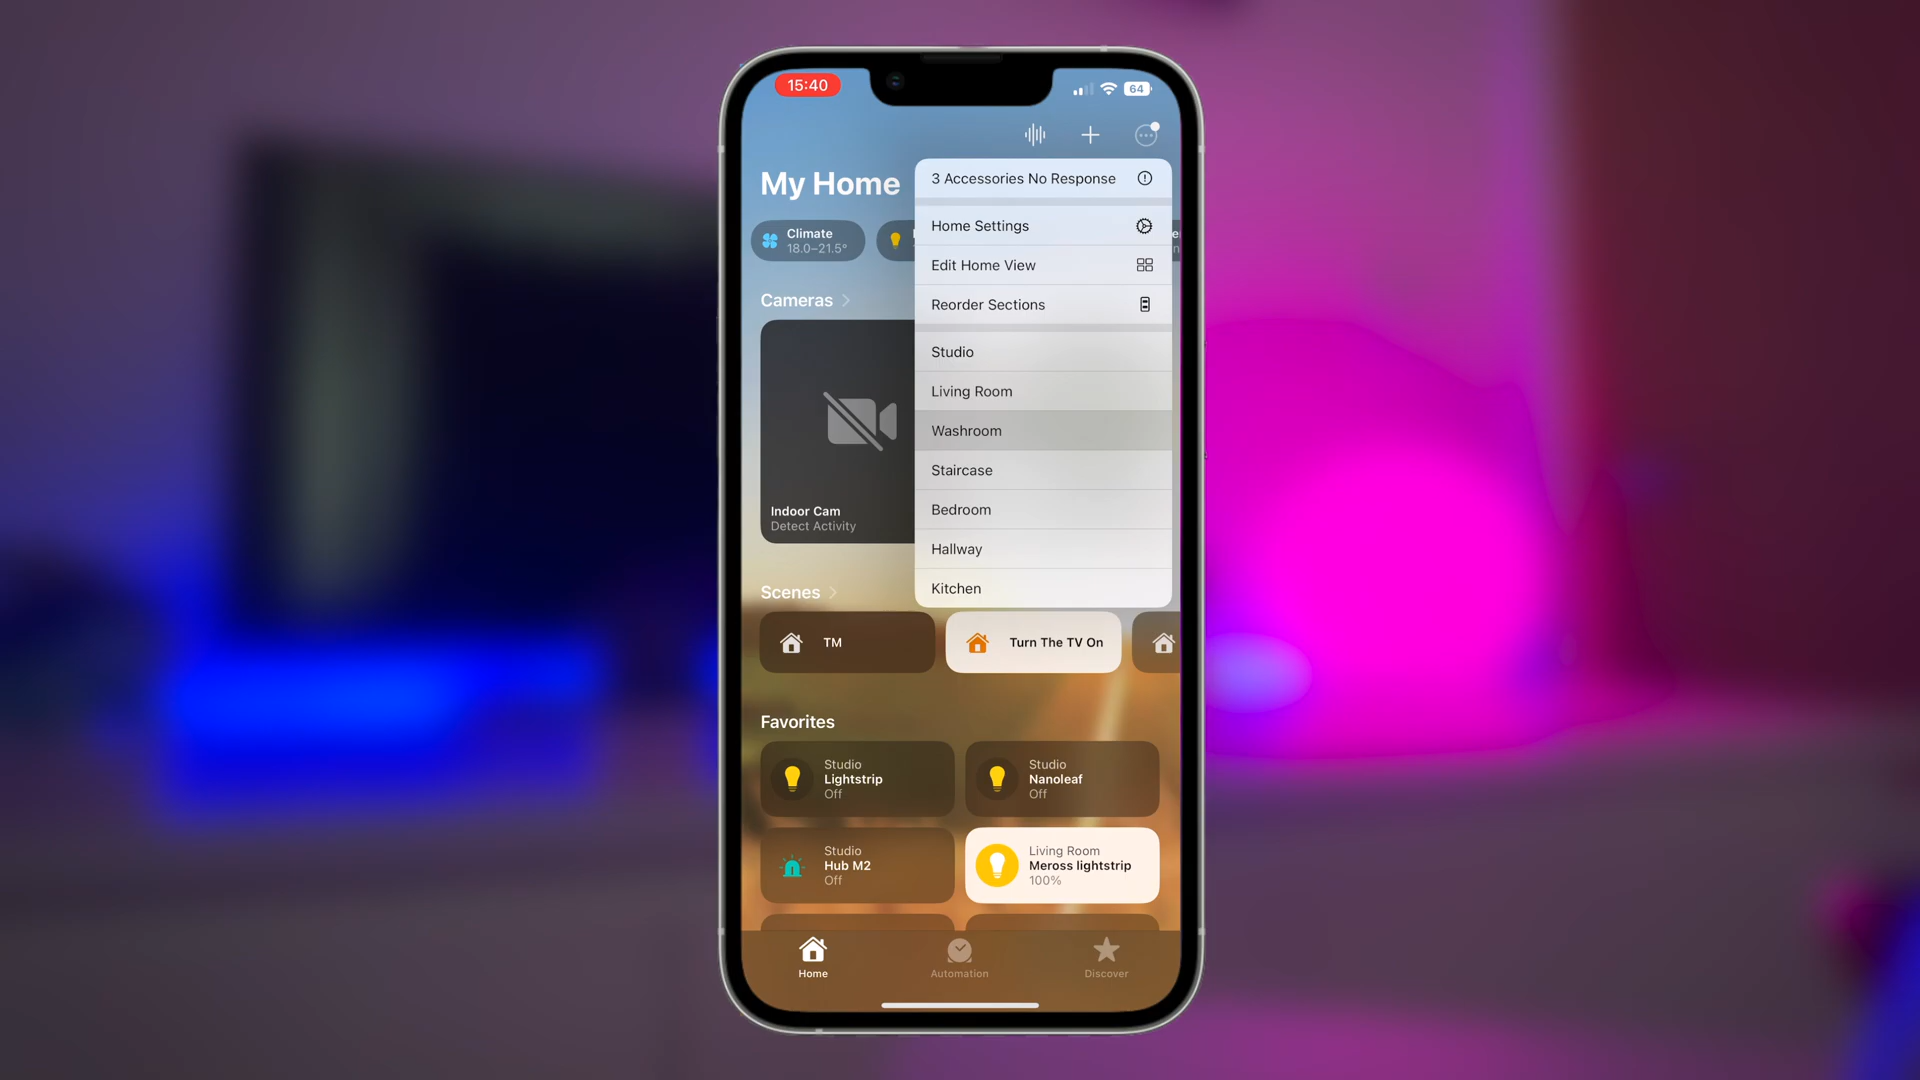 15:40
64
My Home
3 Accessories No Response
Climate
18.0–21.5°
Home Settings
Edit Home View
Cameras
Reorder Sections
Studio
Living Room
Washroom
Staircase
Bedroom
Hallway
Kitchen
Indoor Cam
Detect Activity
Scenes
TM
Turn The TV On
Favorites
Studio
Lightstrip
Off
Studio
Nanoleaf
Off
Studio
Hub M2
Off
Living Room
Meross lightstrip
100%
Home
Automation
Discover